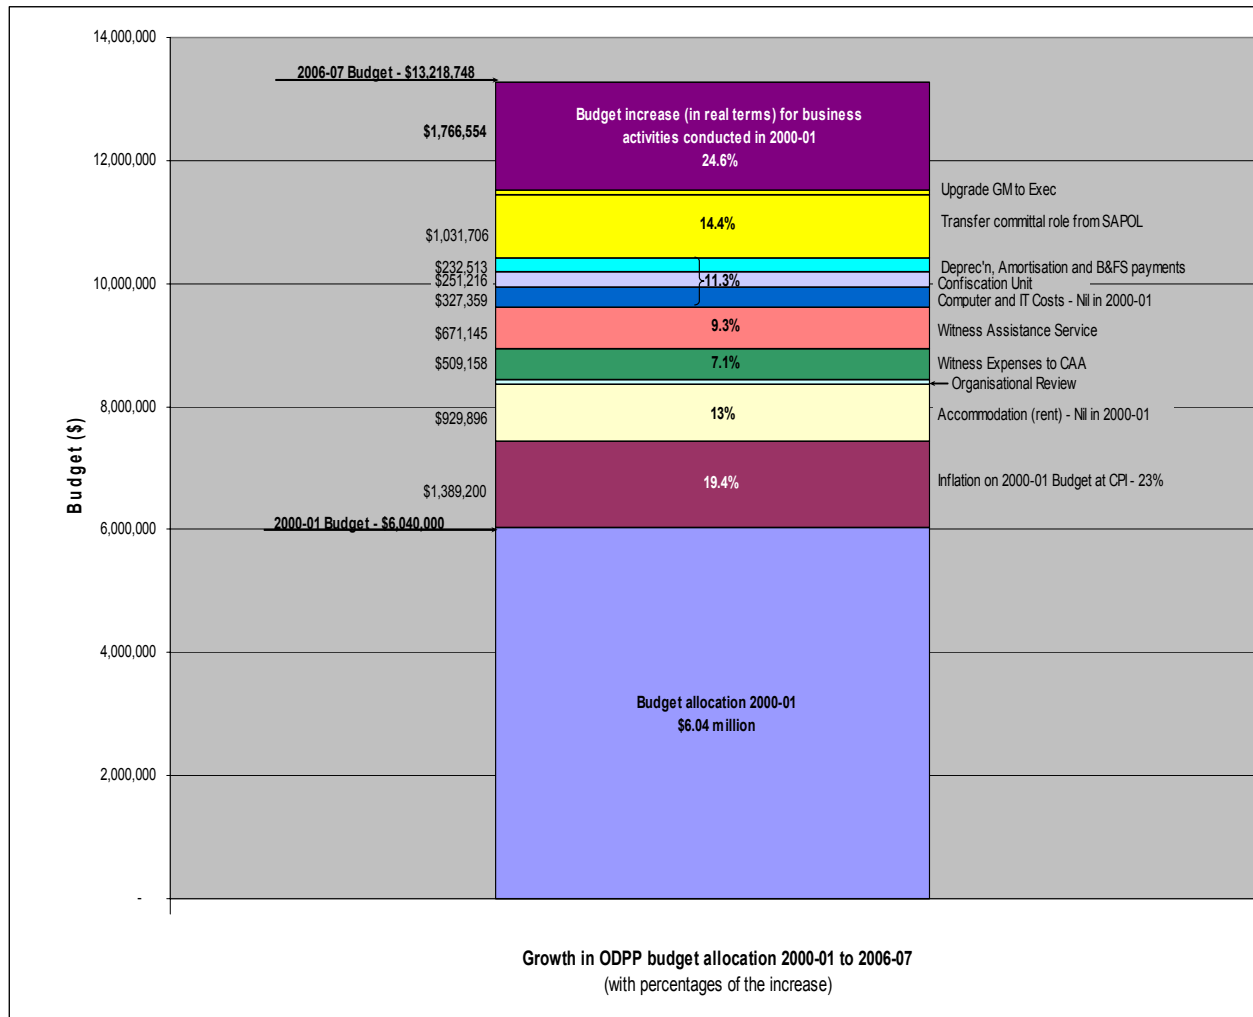 14,000,000
2006-07 Budget - $13,218,748
$1,766,554
Budget increase (in real terms) for business
activities conducted in 2000-01
24.6%
12,000,000
Upgrade GM to Exec
14.4%
Transfer committal role from SAPOL
$1,031,706
$232,513
Deprec'n, Amortisation and B&FS payments
10,000,000
$251,216
11.3%
Confiscation Unit
$327,359
Computer and IT Costs - Nil in 2000-01
$671,145
9.3%
Witness Assistance Service
$509,158
7.1%
Witness Expenses to CAA
Organisational Review
8,000,000
$929,896
13%
Accommodation (rent) - Nil in 2000-01
$1,389,200
19.4%
Inflation on 2000-01 Budget at CPI - 23%
Budget ($)
6,000,000
2000-01 Budget - $6,040,000
4,000,000
Budget allocation 2000-01
$6.04 million
2,000,000
-
Growth in ODPP budget allocation 2000-01 to 2006-07
(with percentages of the increase)